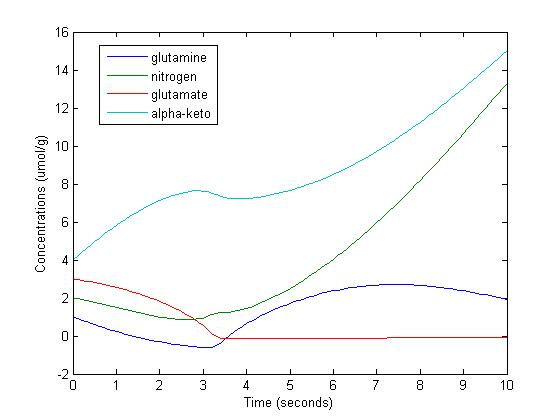 16
14
12
10
8
6
4
2
0
-2
glutamine
nitrogen
glutamate
alpha-keto
Concentrations (umol/g)
0 1 2 3 4 5 6 7 8 9 10
Time (seconds)